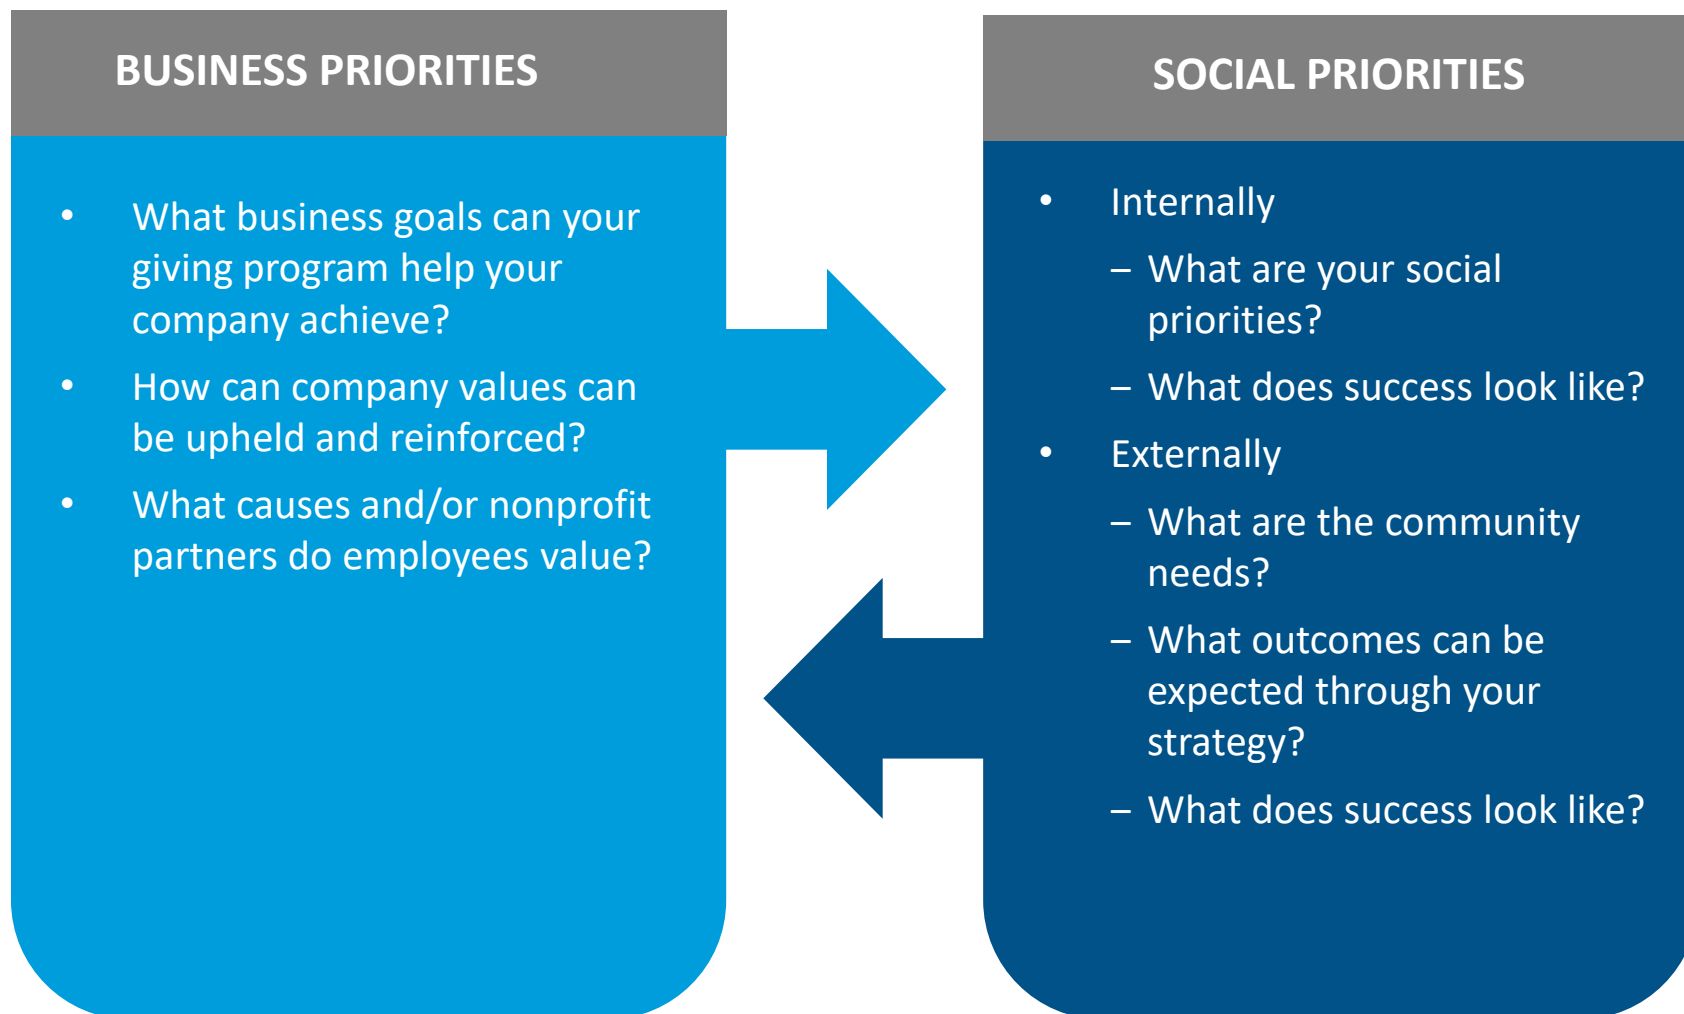 BUSINESS PRIORITIES
• What business goals can your
giving program help your
company achieve?
• How can company values can
be upheld and reinforced?
• What causes and/or nonprofit
partners do employees value?
SOCIAL PRIORITIES
• Internally
– What are your social
priorities?
– What does success look like?
• Externally
– What are the community
needs?
– What outcomes can be
expected through your
strategy?
– What does success look like?